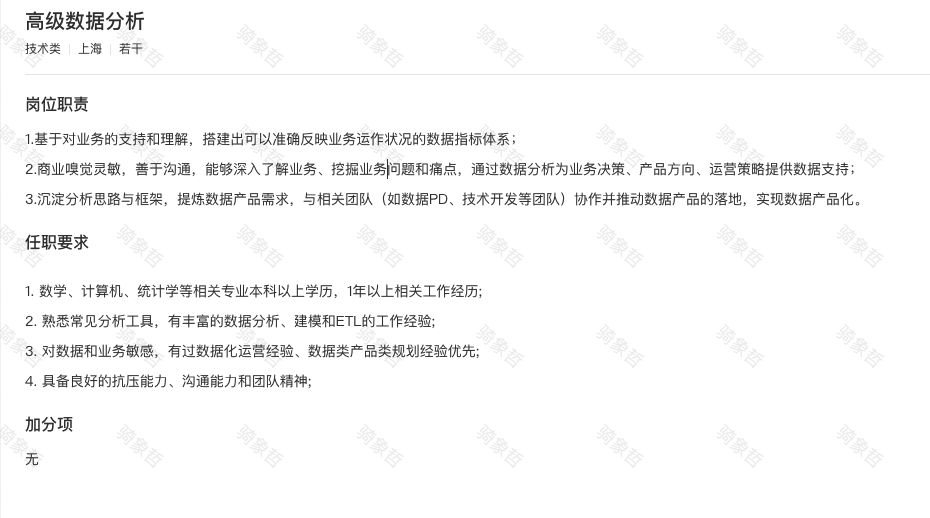 高级数据分析
技术类 | 上海 | 若干
岗位职责
1.基于对业务的支持和理解，搭建出可以准确反映业务运作状况的数据指标体系；
2.商业嗅觉灵敏，善于沟通，能够深入了解业务、挖掘业务问题和痛点，通过数据分析为业务决策、产品方向、运营策略提供数据支持；
3.沉淀分析思路与框架，提炼数据产品需求，与相关团队（如数据PD、技术开发等团队）协作并推动数据产品的落地，实现数据产品化。
任职要求
1. 数学、计算机、统计学等相关专业本科以上学历，1年以上相关工作经历;
2. 熟悉常见分析工具，有丰富的数据分析、建模和ETL的工作经验;
3. 对数据和业务敏感，有过数据化运营经验、数据类产品类规划经验优先;
4. 具备良好的抗压能力、沟通能力和团队精神;
加分项
无
骑象哲